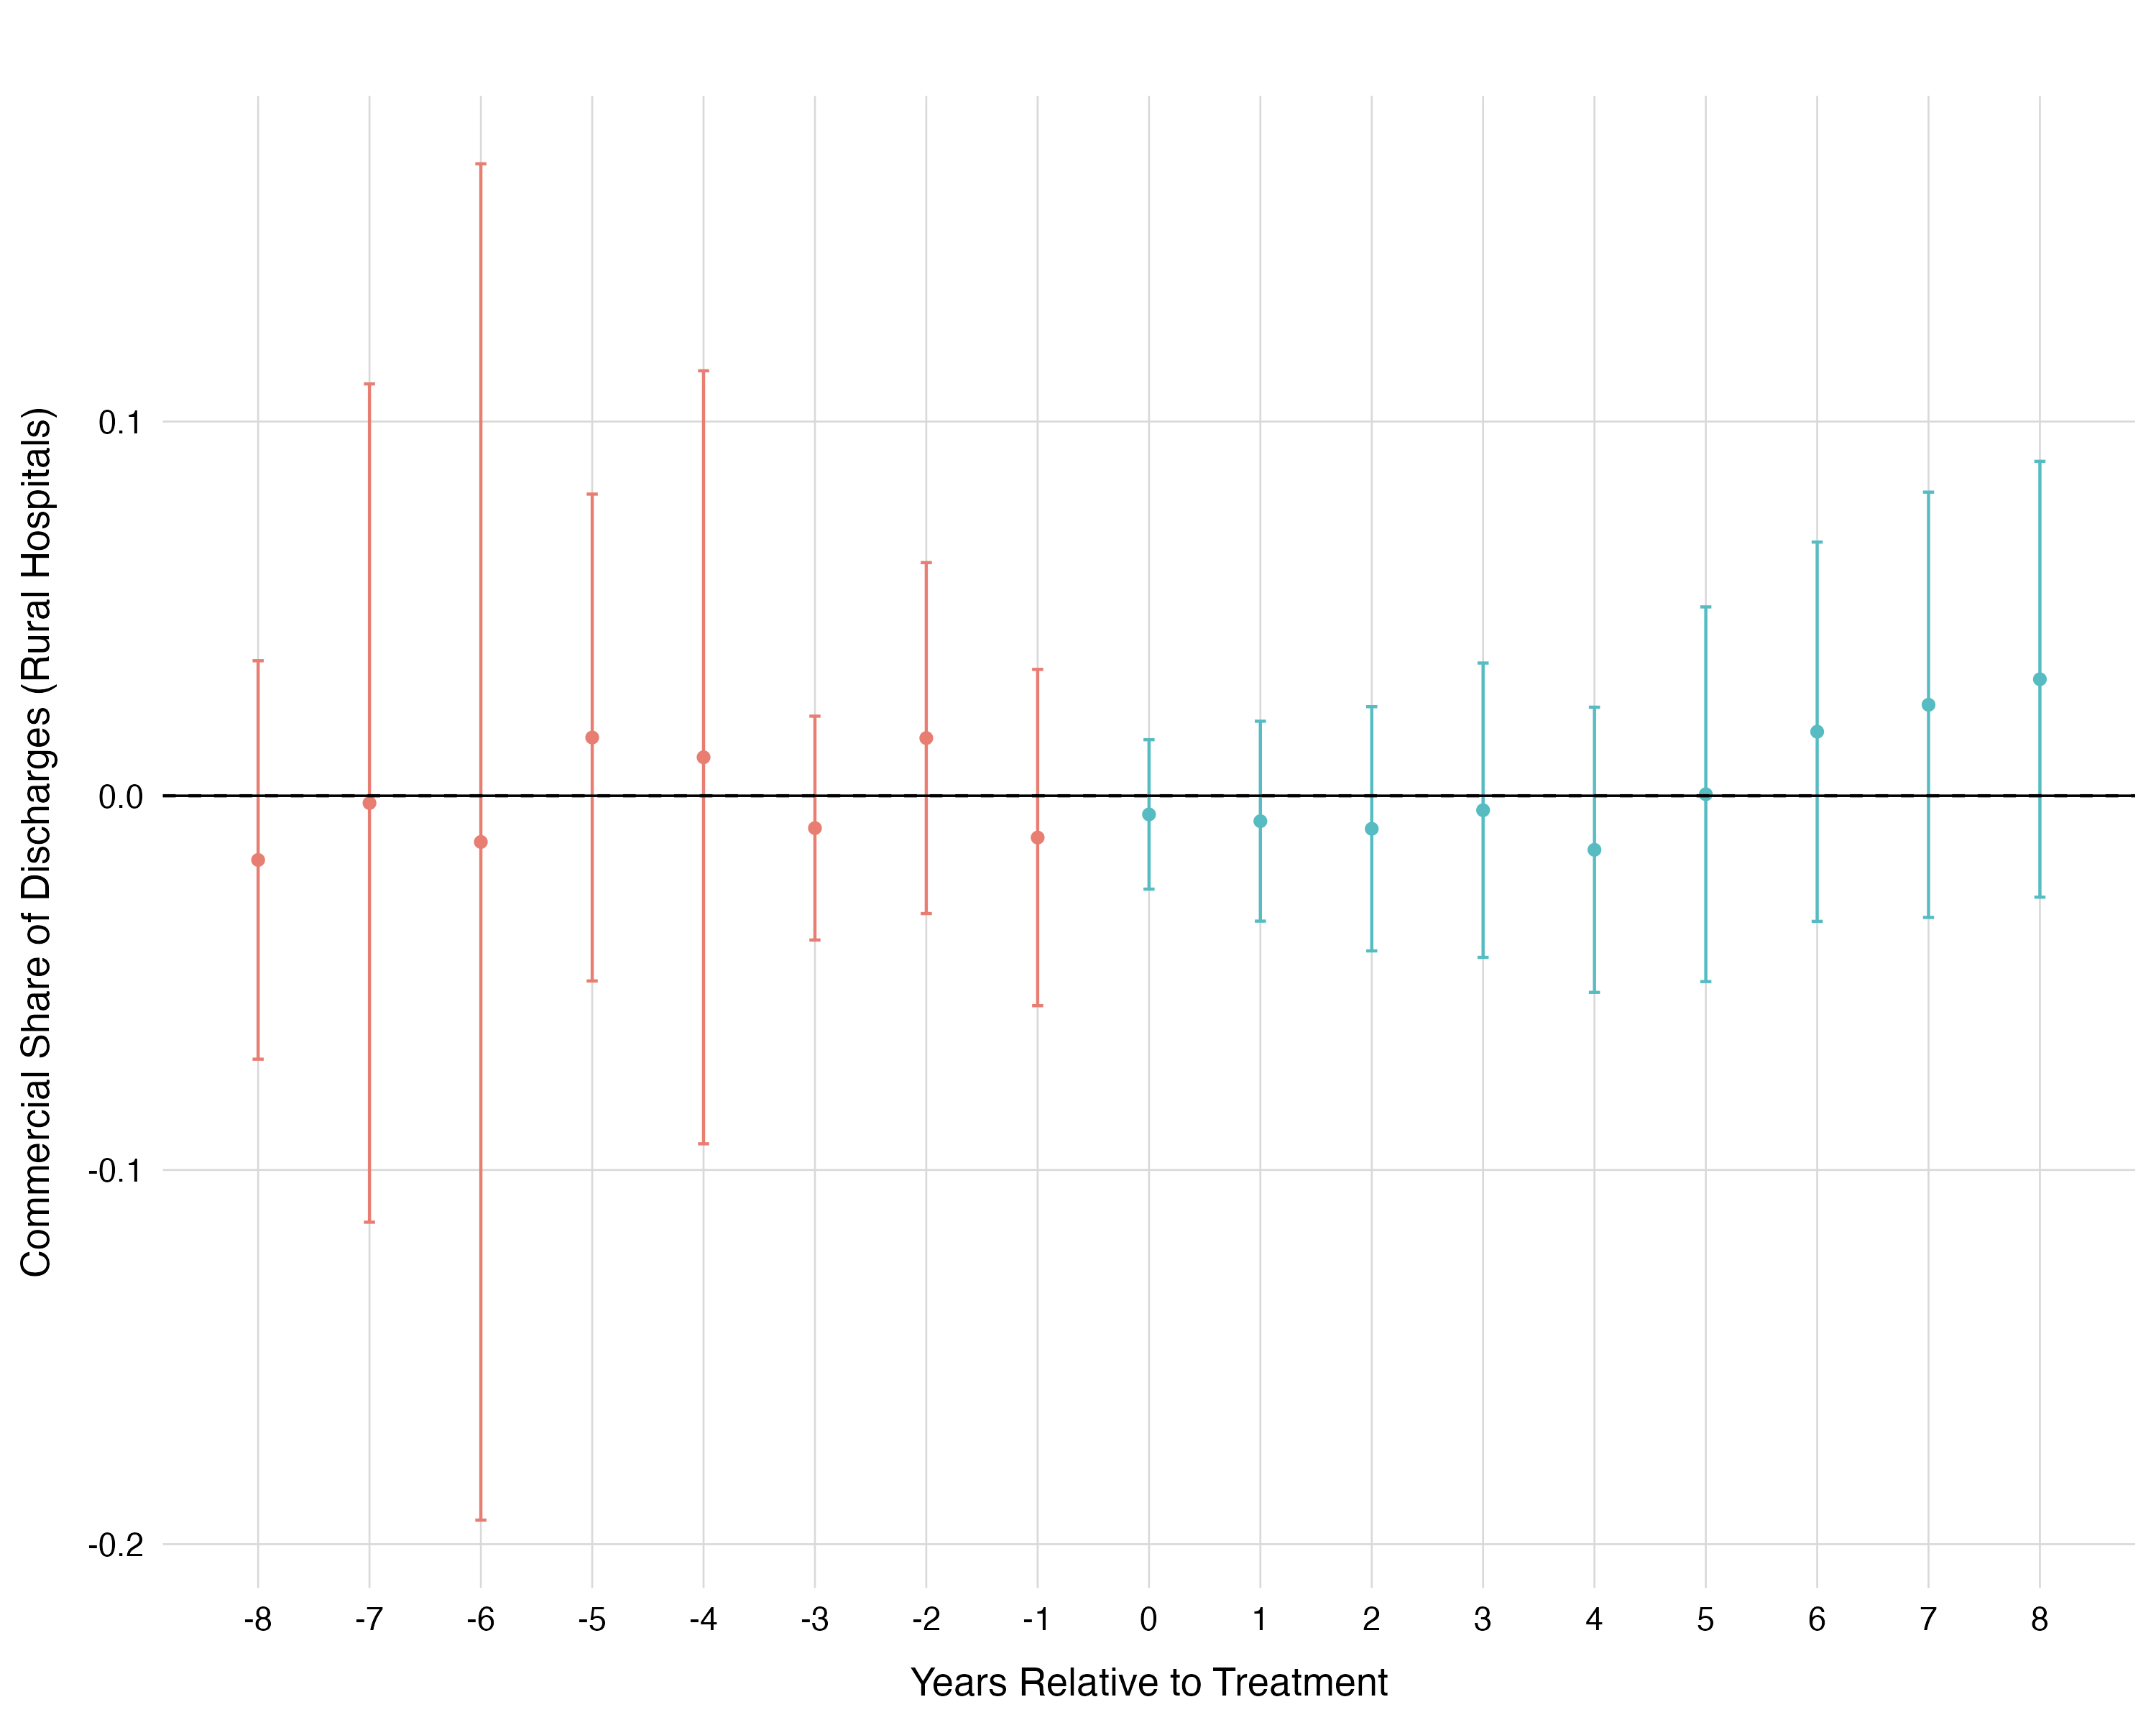 Commercial Share of Discharges (Rural Hospitals)
0.1
0.0
-0.1
-0.2
-8 -7 -6 -5 -4 -3 -2 -1 0 1 2 3 4 5 6 7 8
Years Relative to Treatment